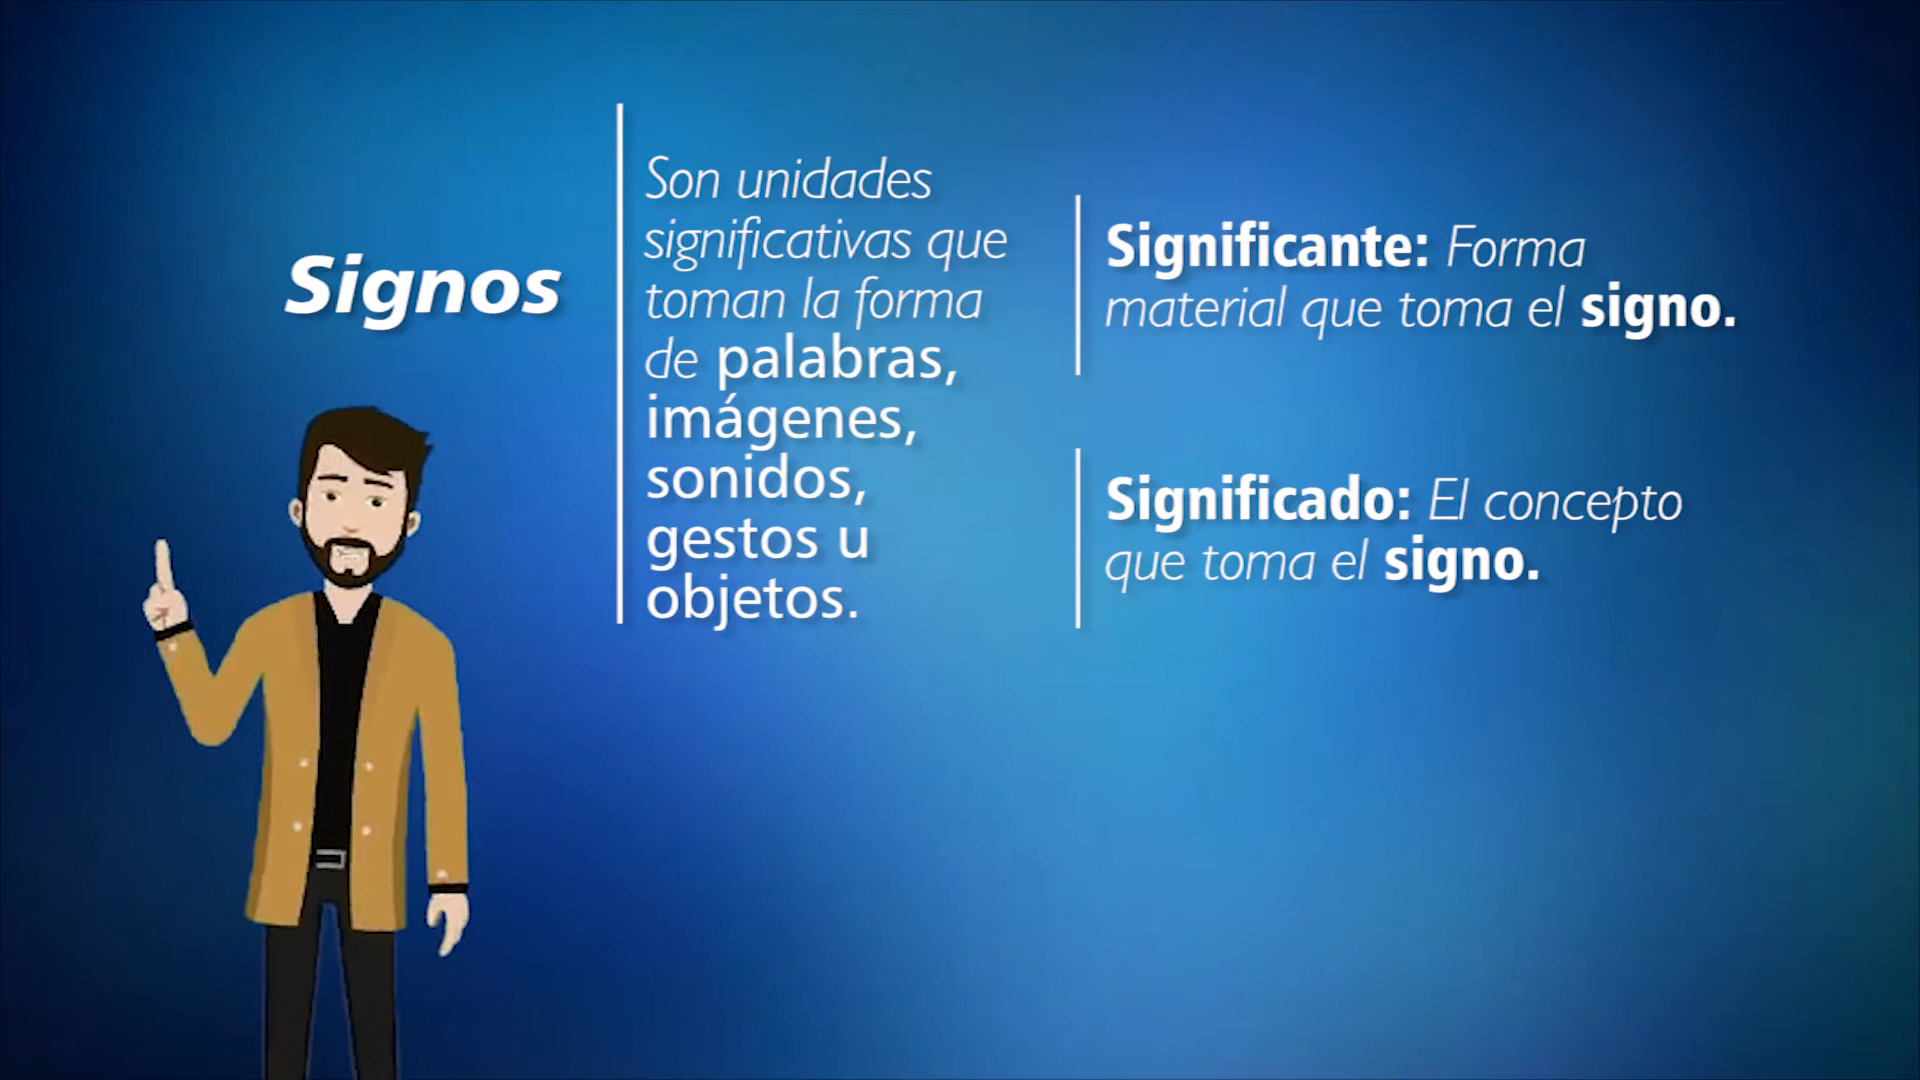 Signos
Son unidades
significativas que
toman la forma
de palabras,
imágenes,
sonidos,
gestos u
objetos.
Significante: Forma
material que toma el signo.
Significado: El concepto
que toma el signo.